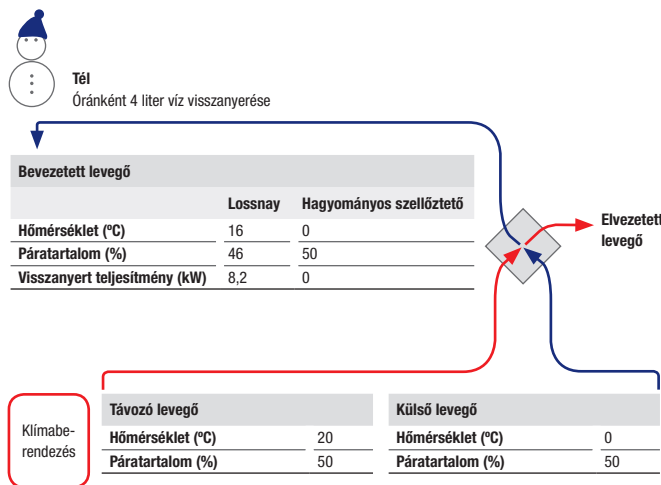 Tél
Óránként 4 liter víz visszanyerése
Bevezetett levegő
Lossnay Hagyományos szellőztető
Hőmérséklet (ºC) 16 0
Páratartalom (%) 46 50
Visszanyert teljesítmény (kW) 8,2 0
Elvezetett
levegő
Klímabe-
rendezés
Távozó levegő
Hőmérséklet (ºC) 20
Páratartalom (%) 50
Külső levegő
Hőmérséklet (ºC) 0
Páratartalom (%) 50